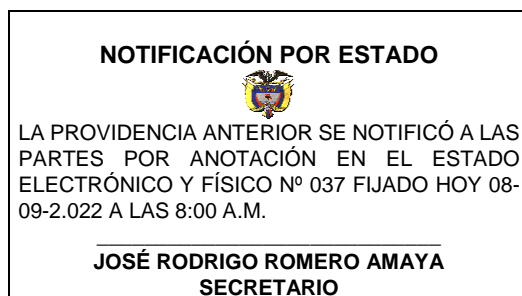 NOTIFICACIÓN POR ESTADO
LA PROVIDENCIA ANTERIOR SE NOTIFICÓ A LAS
PARTES POR ANOTACIÓN EN EL ESTADO
ELECTRÓNICO Y FÍSICO Nº 037 FIJADO HOY 08-
09-2.022 A LAS 8:00 A.M.
JOSÉ RODRIGO ROMERO AMAYA
SECRETARIO